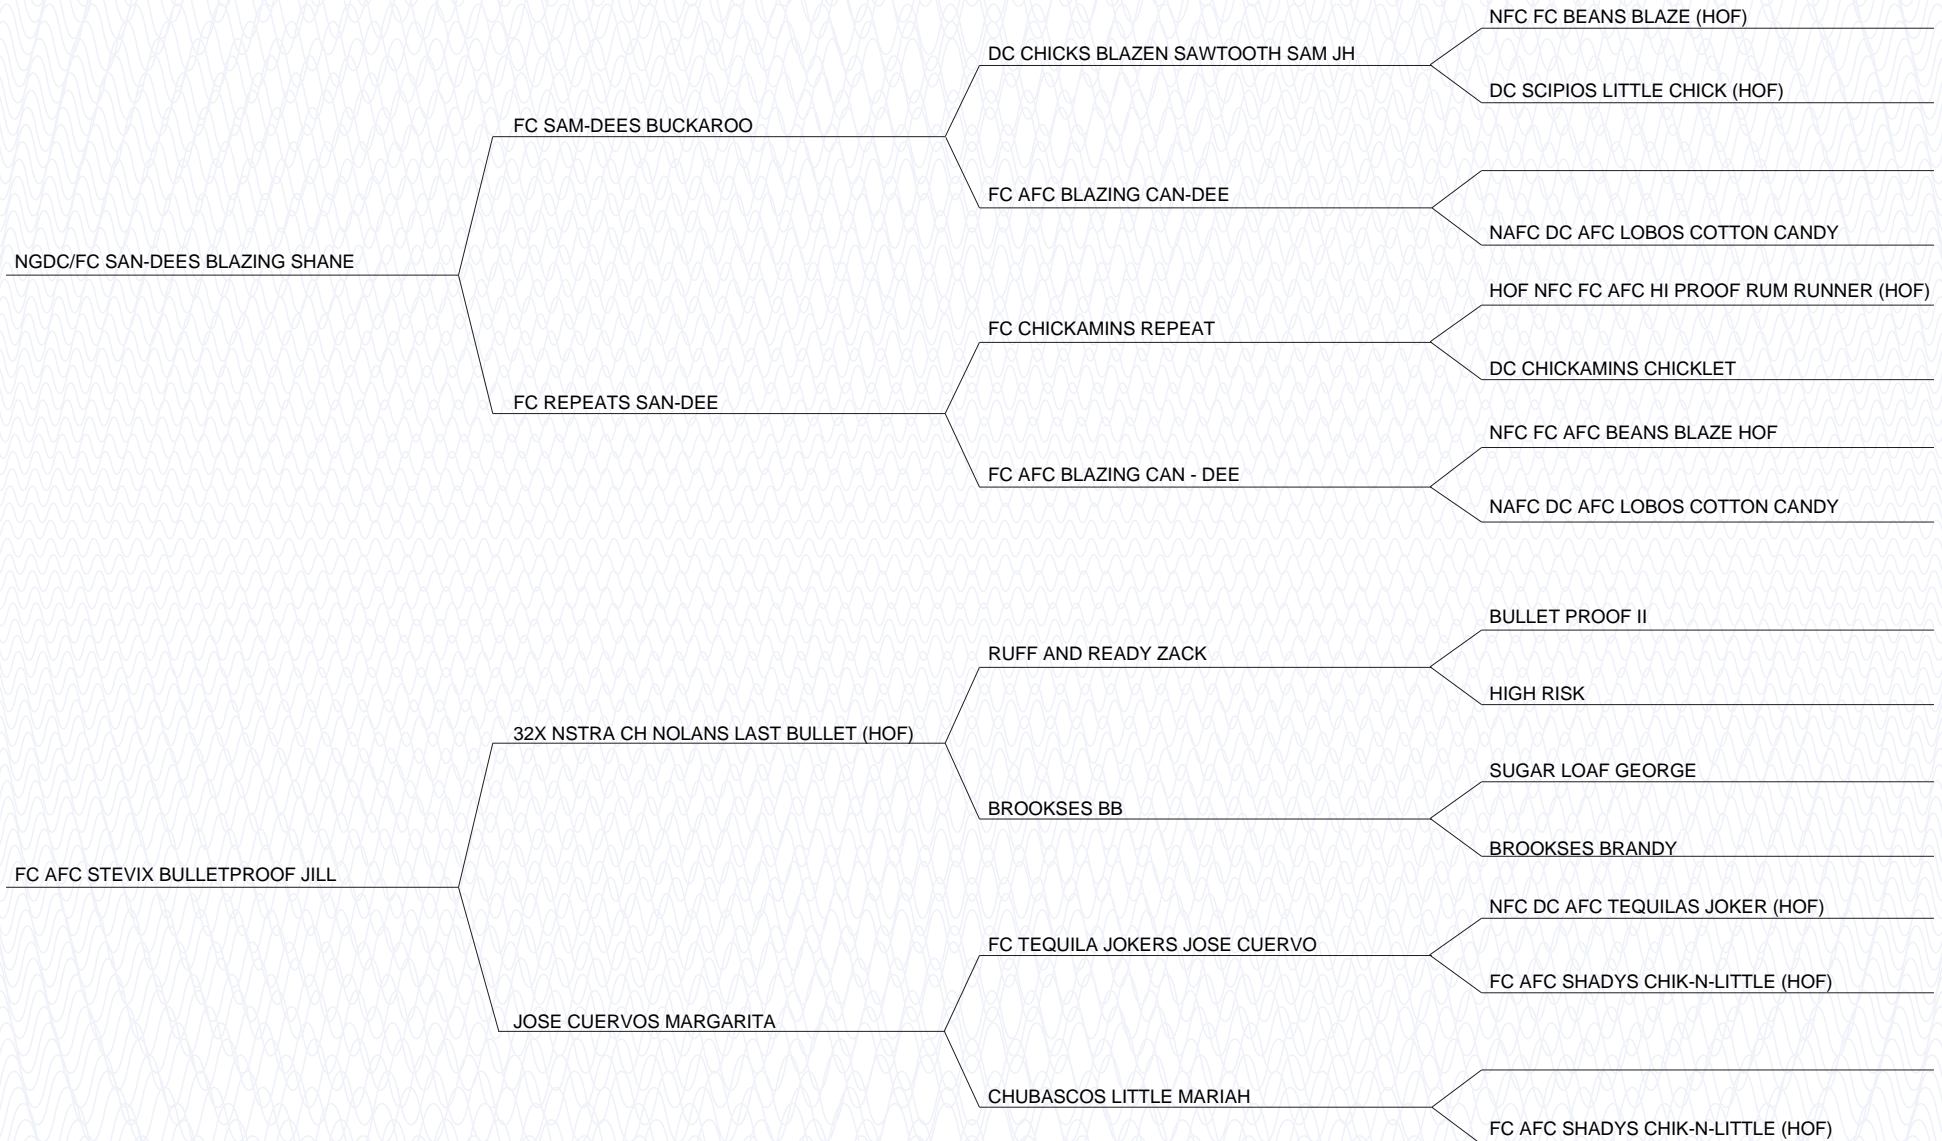 NFC FC BEANS BLAZE (HOF)
DC CHICKS BLAZEN SAWTOOTH SAM JH
DC SCIPIOS LITTLE CHICK (HOF)
FC SAM-DEES BUCKAROO
FC AFC BLAZING CAN-DEE
NAFC DC AFC LOBOS COTTON CANDY
NGDC/FC SAN-DEES BLAZING SHANE
HOF NFC FC AFC HI PROOF RUM RUNNER (HOF)
FC CHICKAMINS REPEAT
DC CHICKAMINS CHICKLET
FC REPEATS SAN-DEE
NFC FC AFC BEANS BLAZE HOF
FC AFC BLAZING CAN - DEE
NAFC DC AFC LOBOS COTTON CANDY
BULLET PROOF II
RUFF AND READY ZACK
HIGH RISK
32X NSTRA CH NOLANS LAST BULLET (HOF)
SUGAR LOAF GEORGE
BROOKSES BB
BROOKSES BRANDY
FC AFC STEVIX BULLETPROOF JILL
NFC DC AFC TEQUILAS JOKER (HOF)
FC TEQUILA JOKERS JOSE CUERVO
FC AFC SHADYS CHIK-N-LITTLE (HOF)
JOSE CUERVOS MARGARITA
CHUBASCOS LITTLE MARIAH
FC AFC SHADYS CHIK-N-LITTLE (HOF)